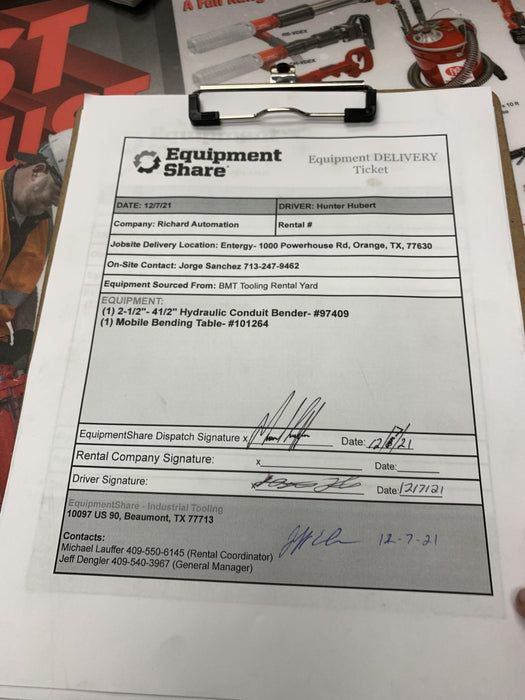 ST
A Full Rang
10 ft
Equipment
Share
Equipment DELIVERY
Ticket
DATE: 12/7/21 DRIVER: Hunter Hubert
Company: Richard Automation Rental #
Jobsite Delivery Location: Entergy- 1000 Powerhouse Rd, Orange, TX, 77630
On-Site Contact: Jorge Sanchez 713-247-9462
Equipment Sourced From: BMT Tooling Rental Yard
EQUIPMENT:
(1) 2-1/2"- 41/2" Hydraulic Conduit Bender- #97409
(1) Mobile Bending Table- #101264
EquipmentShare Dispatch Signature x Date:
Rental Company Signature: x Date:
Driver Signature: x Date: 12/7/21
EquipmentShare - Industrial Tooling
10097 US 90, Beaumont, TX 77713
Contacts:
Michael Lauffer 409-550-6145 (Rental Coordinator)
Jeff Dengler 409-540-3967 (General Manager)
12-7-21